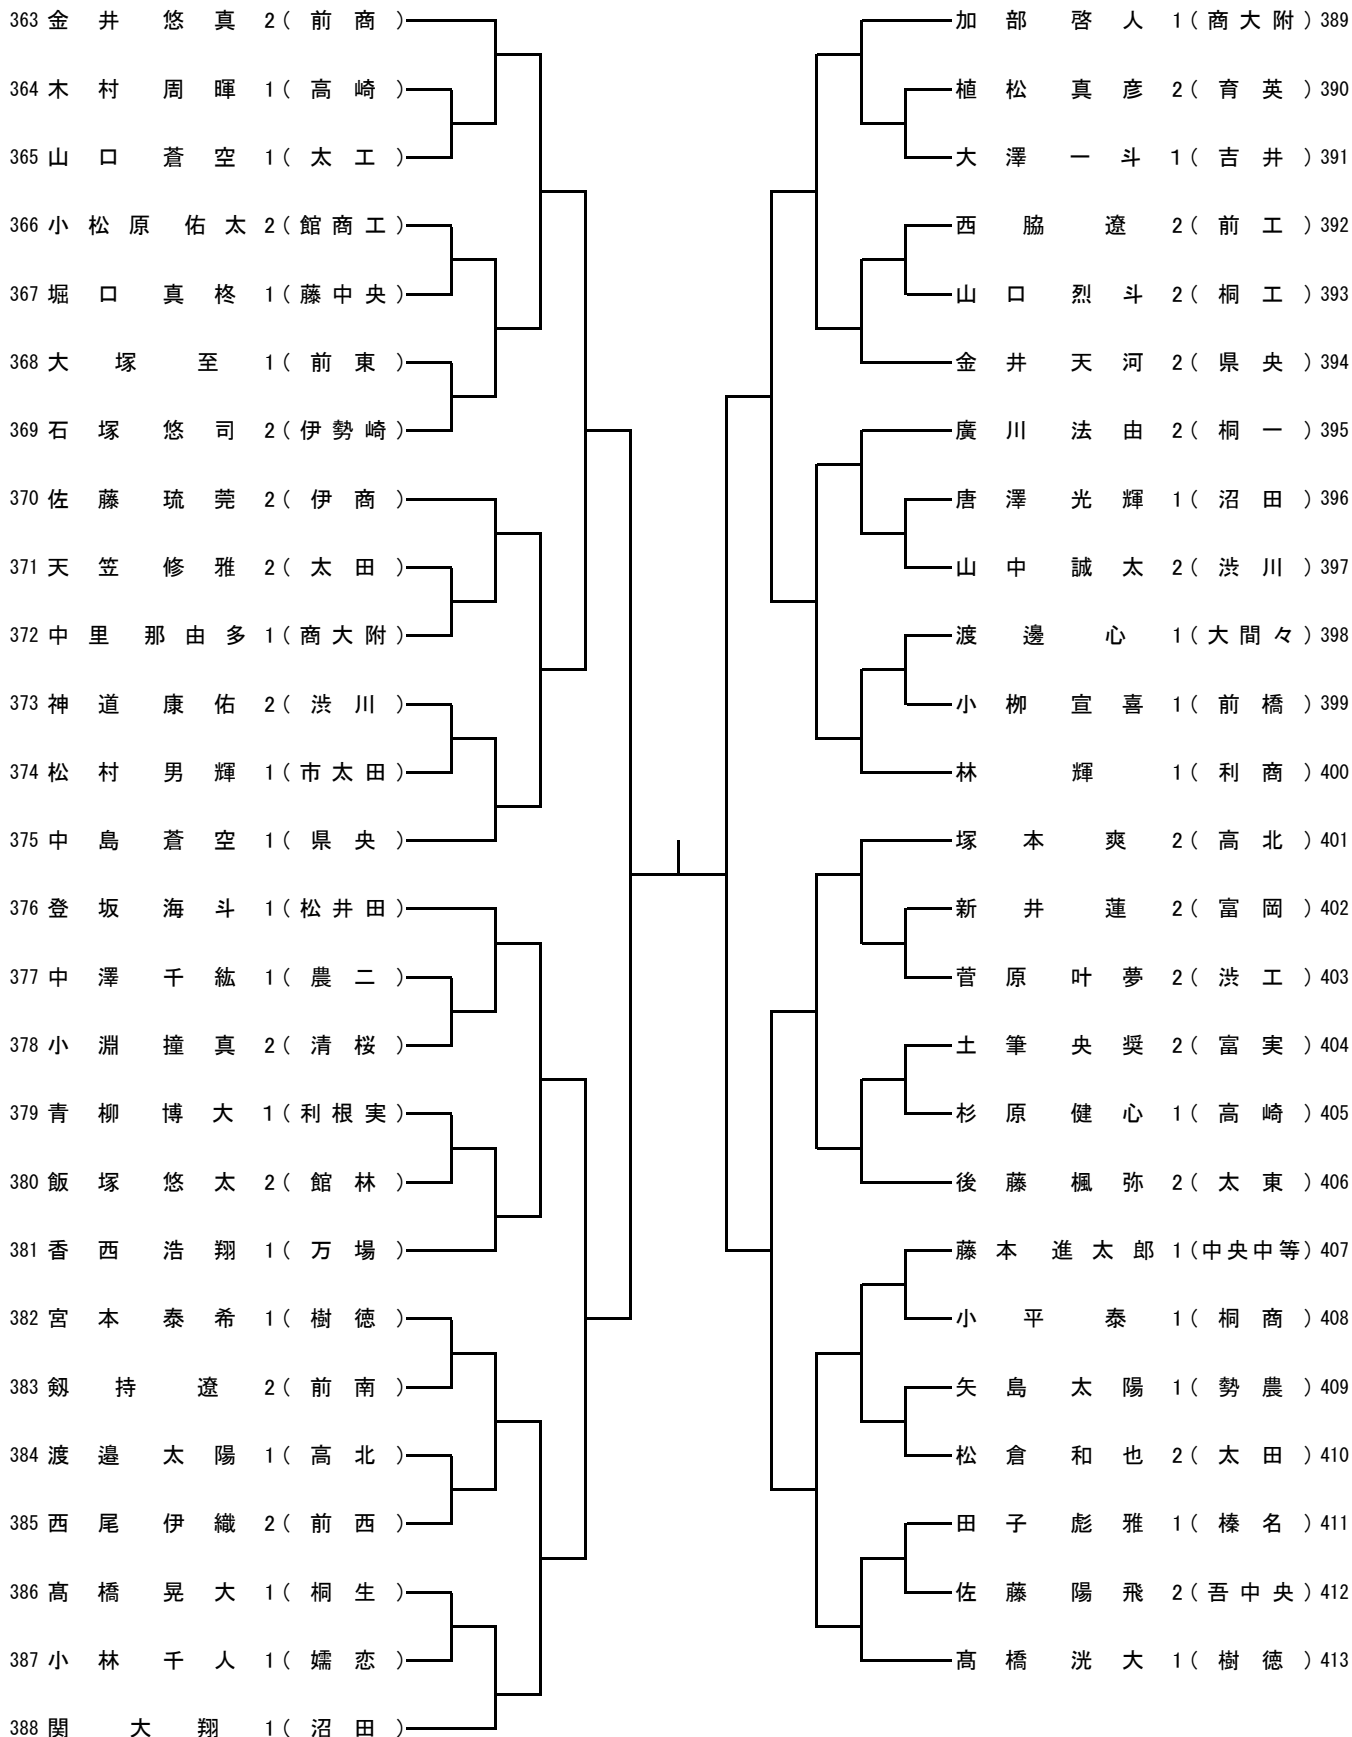 363 金井 悠真 2(前商)
364 木村 周暉 1(高崎)
365 山口 蒼空 1(太工)
366 小松原 佑太 2(館商工)
367 堀口 真柊 1(藤中央)
368 大塚 至 1(前東)
369 石塚 悠司 2(伊勢崎)
370 佐藤 琉莞 2(伊商)
371 天笠 修雅 2(太田)
372 中里 那由多 1(商大附)
373 神道 康佑 2(渋川)
374 松村 男輝 1(市太田)
375 中島 蒼空 1(県央)
376 登坂 海斗 1(松井田)
377 中澤 千紘 1(農二)
378 小淵 撞真 2(清桜)
379 青柳 博大 1(利根実)
380 飯塚 悠太 2(館林)
381 香西 浩翔 1(万場)
382 宮本 泰希 1(樹徳)
383 剱持 遼 2(前南)
384 渡邉 太陽 1(高北)
385 西尾 伊織 2(前西)
386 髙橋 晃大 1(桐生)
387 小林 千人 1(嬬恋)
388 関 大翔 1(沼田)
加部 啓人 1(商大附)389
植松 真彦 2(育英)390
大澤 一斗 1(吉井)391
西脇 遼 2(前工)392
山口 烈斗 2(桐工)393
金井 天河 2(県央)394
廣川 法由 2(桐一)395
唐澤 光輝 1(沼田)396
山中 誠太 2(渋川)397
渡邊 心 1(大間々)398
小栁 宣喜 1(前橋)399
林 輝 1(利商)400
塚本 爽 2(高北)401
新井 蓮 2(富岡)402
菅原 叶夢 2(渋工)403
土筆 央奨 2(富実)404
杉原 健心 1(高崎)405
後藤 楓弥 2(太東)406
藤本 進太郎 1(中央中等)407
小平 泰 1(桐商)408
矢島 太陽 1(勢農)409
松倉 和也 2(太田)410
田子 彪雅 1(榛名)411
佐藤 陽飛 2(吾中央)412
髙橋 洸大 1(樹徳)413